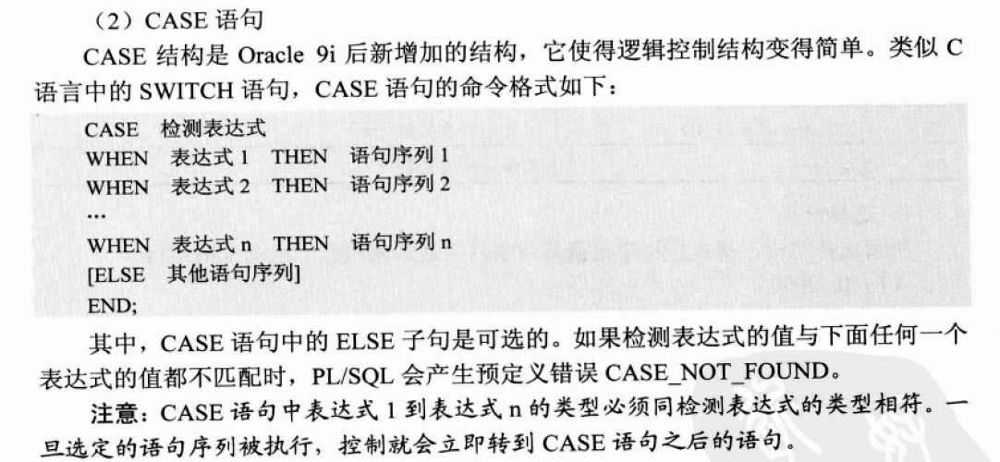 （2）CASE 语句
CASE 结构是 Oracle 9i 后新增加的结构，它使得逻辑控制结构变得简单。类似 C
语言中的 SWITCH 语句，CASE 语句的命令格式如下：
CASE 检测表达式
WHEN 表达式 1 THEN 语句序列 1
WHEN 表达式 2 THEN 语句序列 2
…
WHEN 表达式 n THEN 语句序列 n
[ELSE 其他语句序列]
END;
其中，CASE 语句中的 ELSE 子句是可选的。如果检测表达式的值与下面任何一个
表达式的值都不匹配时，PL/SQL 会产生预定义错误 CASE_NOT_FOUND。
注意：CASE 语句中表达式 1 到表达式 n 的类型必须同检测表达式的类型相符。一
旦选定的语句序列被执行，控制就会立即转到 CASE 语句之后的语句。